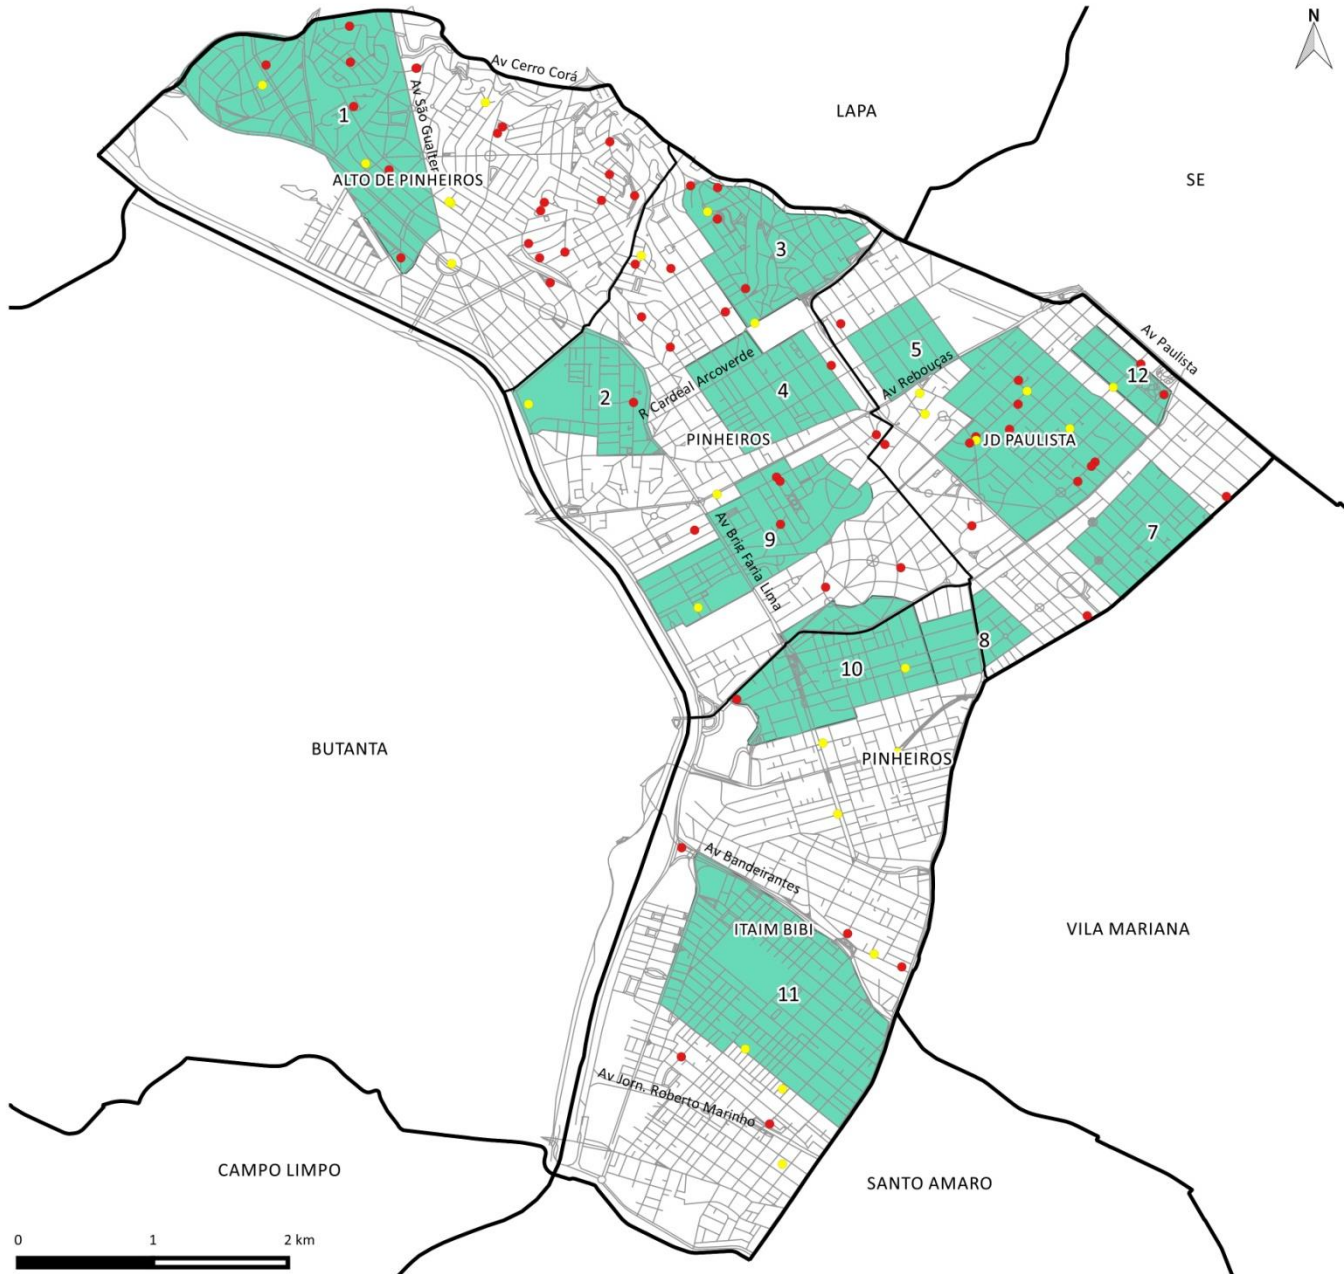 N
Av Cerro Corá
LAPA
1
Av São Gualter
ALTO DE PINHEIROS
SE
3
Av Paulista
5
12
Av Rebouças
2
R Cardeal Arcoverde
4
PINHEIROS
JD PAULISTA
9
Av Brig Faria Lima
7
8
10
BUTANTA
PINHEIROS
Av Bandeirantes
ITAIM BIBI
VILA MARIANA
11
Av Jorn. Roberto Marinho
CAMPO LIMPO
SANTO AMARO
0 1 2 km